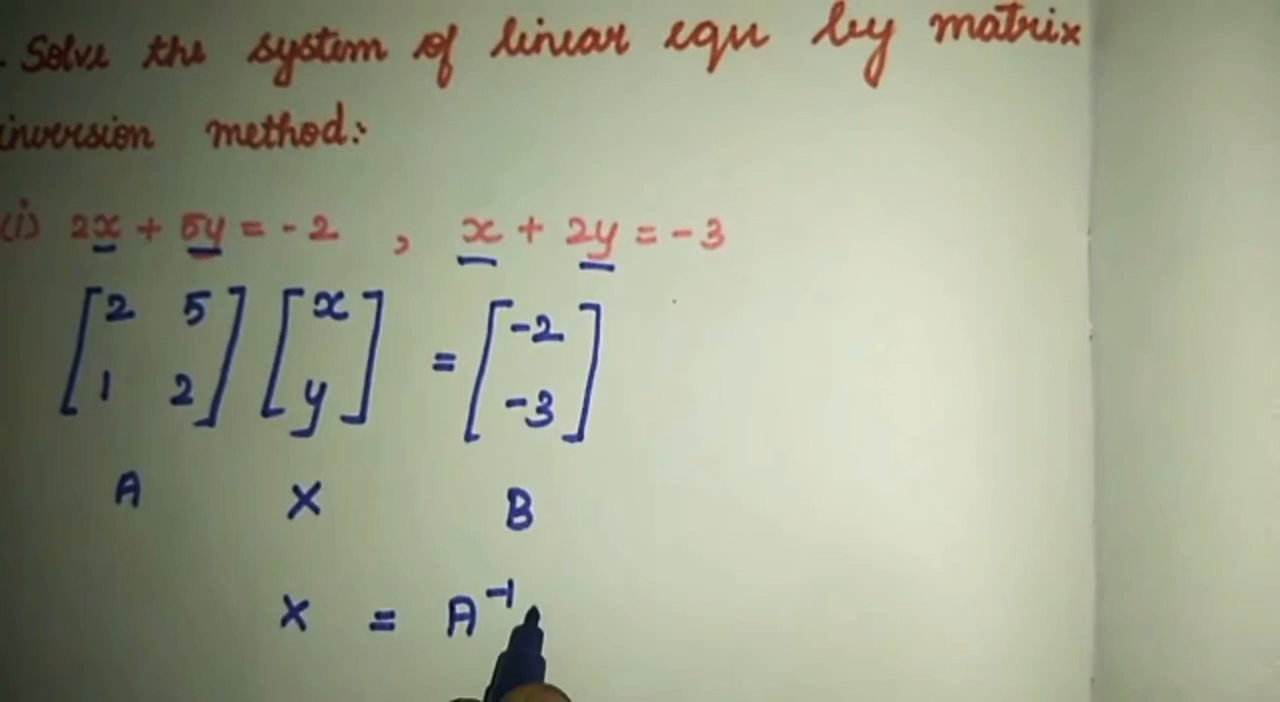 . Solve the system of linear equ by matrix
inversion method:
(i) 2x + 5y = -2 , x + 2y = -3
[2 5 [x = [-2
1 2] y] -3]
A X B
X = A⁻¹